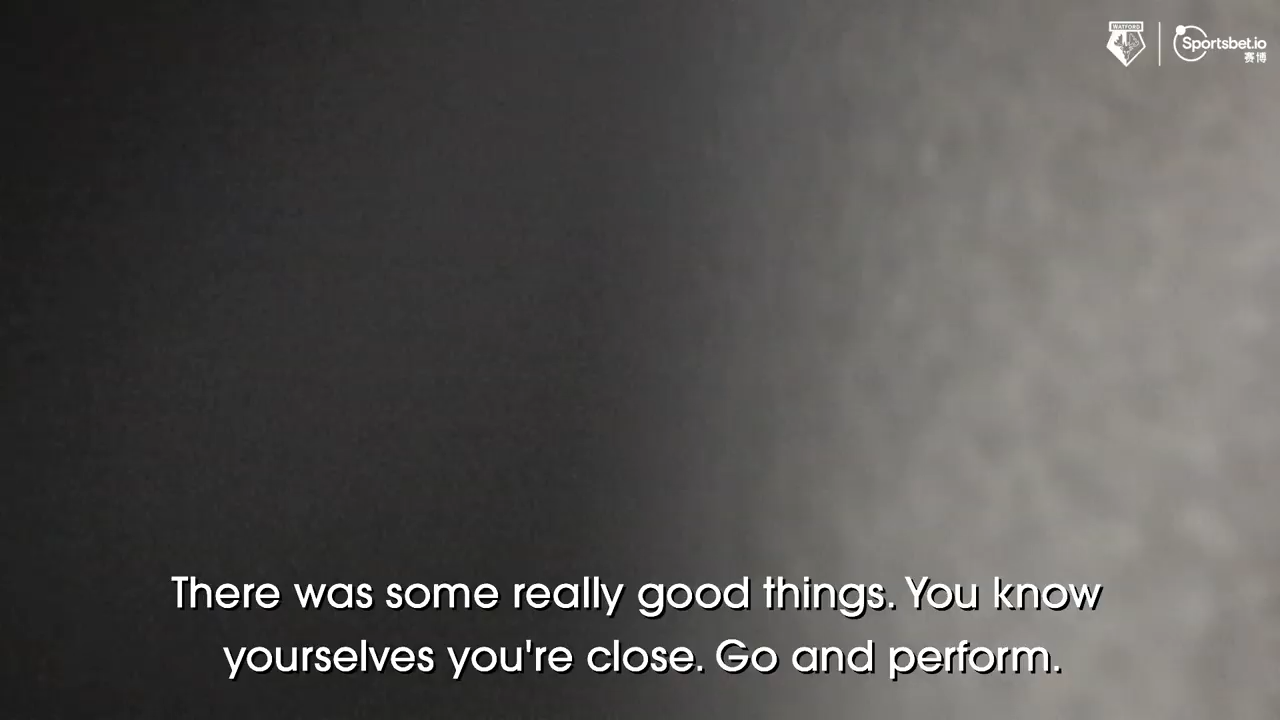 WATFORD
Sportsbet.io
赛博
There was some really good things. You know
yourselves you're close. Go and perform.